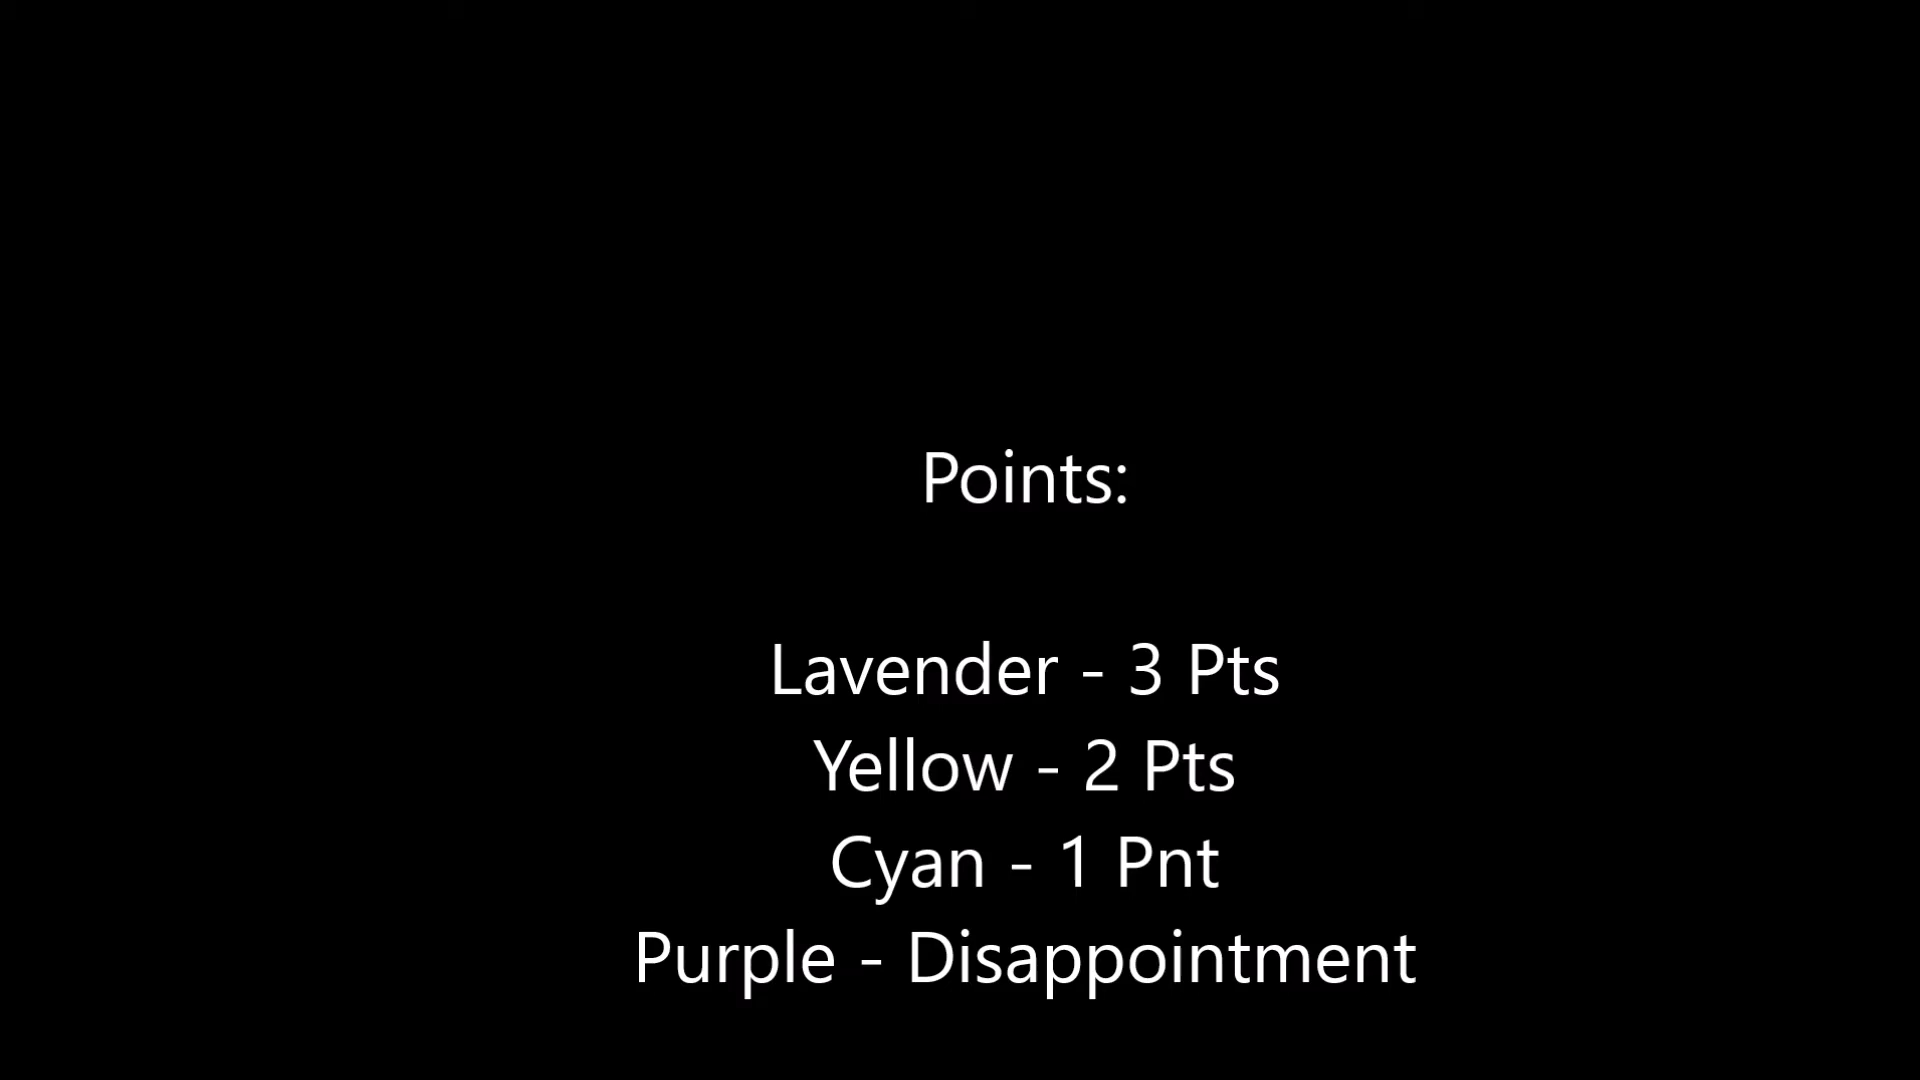 Points:
Lavender - 3 Pts
Yellow - 2 Pts
Cyan - 1 Pnt
Purple - Disappointment